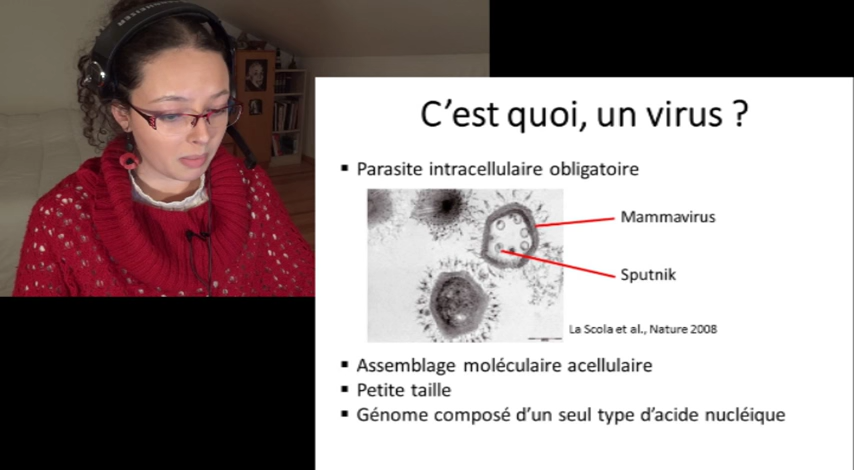 C’est quoi, un virus ?
▪ Parasite intracellulaire obligatoire
Mammavirus
Sputnik
La Scola et al., Nature 2008
▪ Assemblage moléculaire acellulaire
▪ Petite taille
▪ Génome composé d’un seul type d’acide nucléique